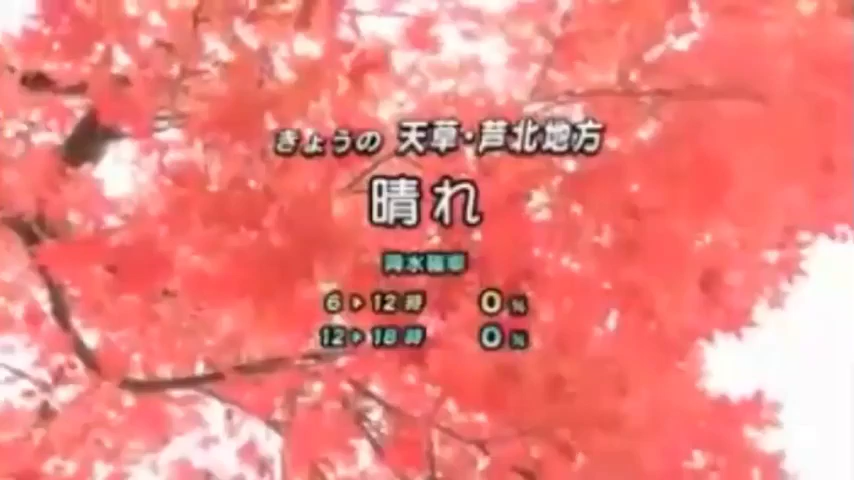 きょうの 天草・芦北地方
晴れ
降水確率
6▶12時 0%
12▶18時 0%